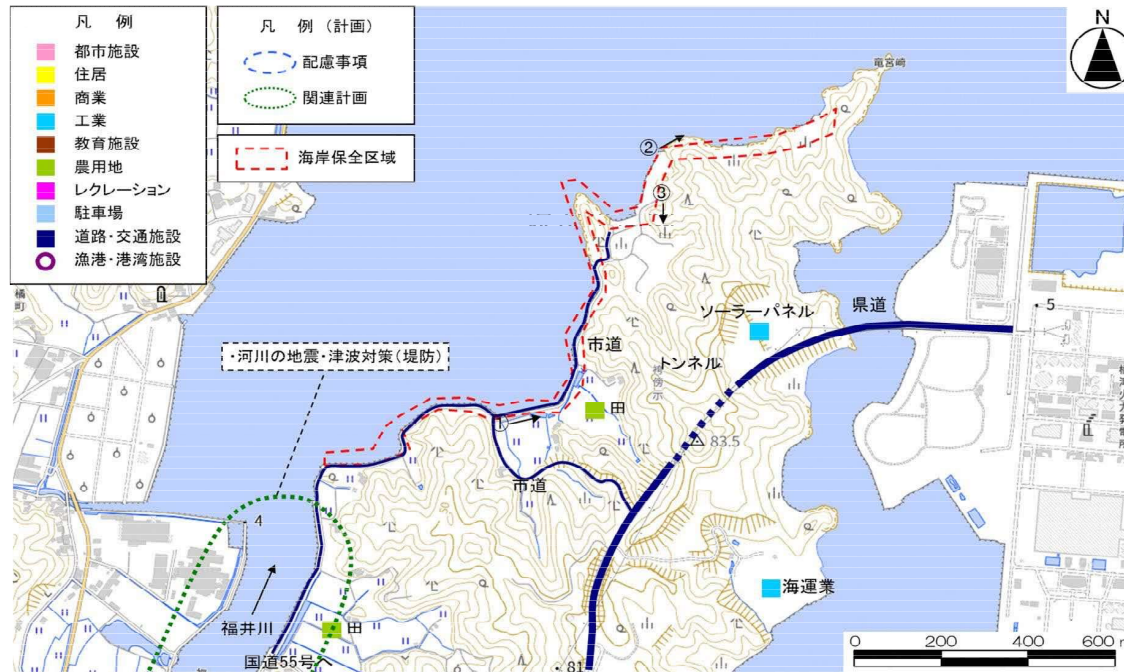 凡 例
都市施設
住居
商業
工業
教育施設
農用地
レクレーション
駐車場
道路・交通施設
漁港・港湾施設
凡 例 (計画)
配慮事項
関連計画
海岸保全区域
N
竜宮崎
②
③
橘町
ソーラーパネル
県道
5
市道
トンネル
・河川の地震・津波対策(堤防)
田
83.5
市道
4
海運業
福井川
田
国道55号へ
81
0 200 400 600 m